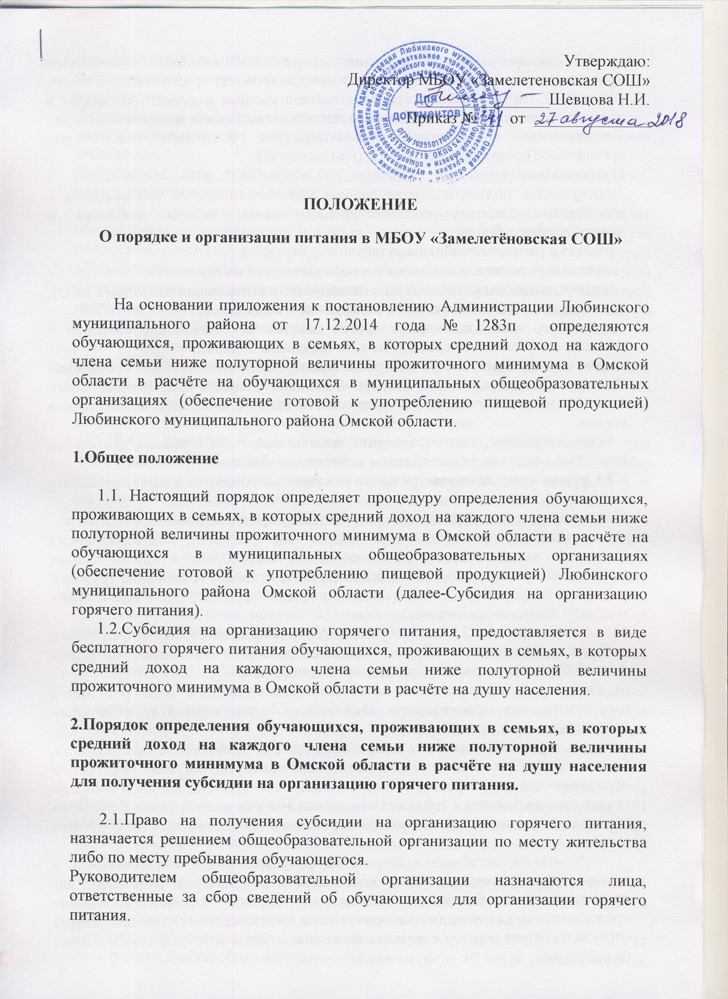 Утверждаю:
Директор МБОУ «Замелетеновская СОШ»
Шевцова Н.И.
Приказ № 41 от 27 августа 2018
Для
документов
ОГРН 1025501703292
ИНН 5519006719 ОКПО
ПОЛОЖЕНИЕ
О порядке и организации питания в МБОУ «Замелетёновская СОШ»
На основании приложения к постановлению Администрации Любинского
муниципального района от 17.12.2014 года № 1283п определяются
обучающихся, проживающих в семьях, в которых средний доход на каждого
члена семьи ниже полуторной величины прожиточного минимума в Омской
области в расчёте на обучающихся в муниципальных общеобразовательных
организациях (обеспечение готовой к употреблению пищевой продукцией)
Любинского муниципального района Омской области.
1.Общее положение
1.1. Настоящий порядок определяет процедуру определения обучающихся,
проживающих в семьях, в которых средний доход на каждого члена семьи ниже
полуторной величины прожиточного минимума в Омской области в расчёте на
обучающихся в муниципальных общеобразовательных организациях
(обеспечение готовой к употреблению пищевой продукцией) Любинского
муниципального района Омской области (далее-Субсидия на организацию
горячего питания).
1.2.Субсидия на организацию горячего питания, предоставляется в виде
бесплатного горячего питания обучающихся, проживающих в семьях, в которых
средний доход на каждого члена семьи ниже полуторной величины
прожиточного минимума в Омской области в расчёте на душу населения.
2.Порядок определения обучающихся, проживающих в семьях, в которых
средний доход на каждого члена семьи ниже полуторной величины
прожиточного минимума в Омской области в расчёте на душу населения
для получения субсидии на организацию горячего питания.
2.1.Право на получения субсидии на организацию горячего питания,
назначается решением общеобразовательной организации по месту жительства
либо по месту пребывания обучающегося.
Руководителем общеобразовательной организации назначаются лица,
ответственные за сбор сведений об обучающихся для организации горячего
питания.